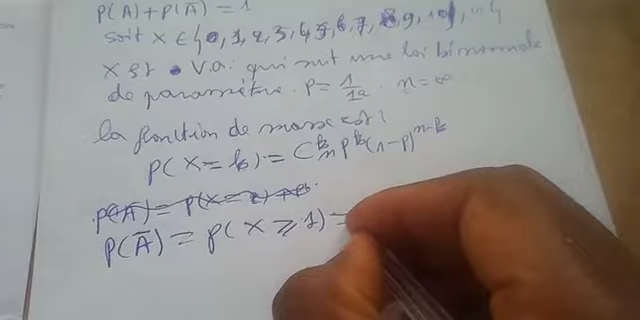 P(A) + P(Ā) = 1
soit X ∈ { 0, 1, 2, 3, 4, 5, 6, 7, 8, 9, 10
X est V.a. qui suit une loi binomiale
de paramètre. P = 1/12 n = ∞
la fonction de masse est:
P(X = k) = C_n^k p^k (1-p)^{n-k}
P(Ā) = P(X ≥ 1) =